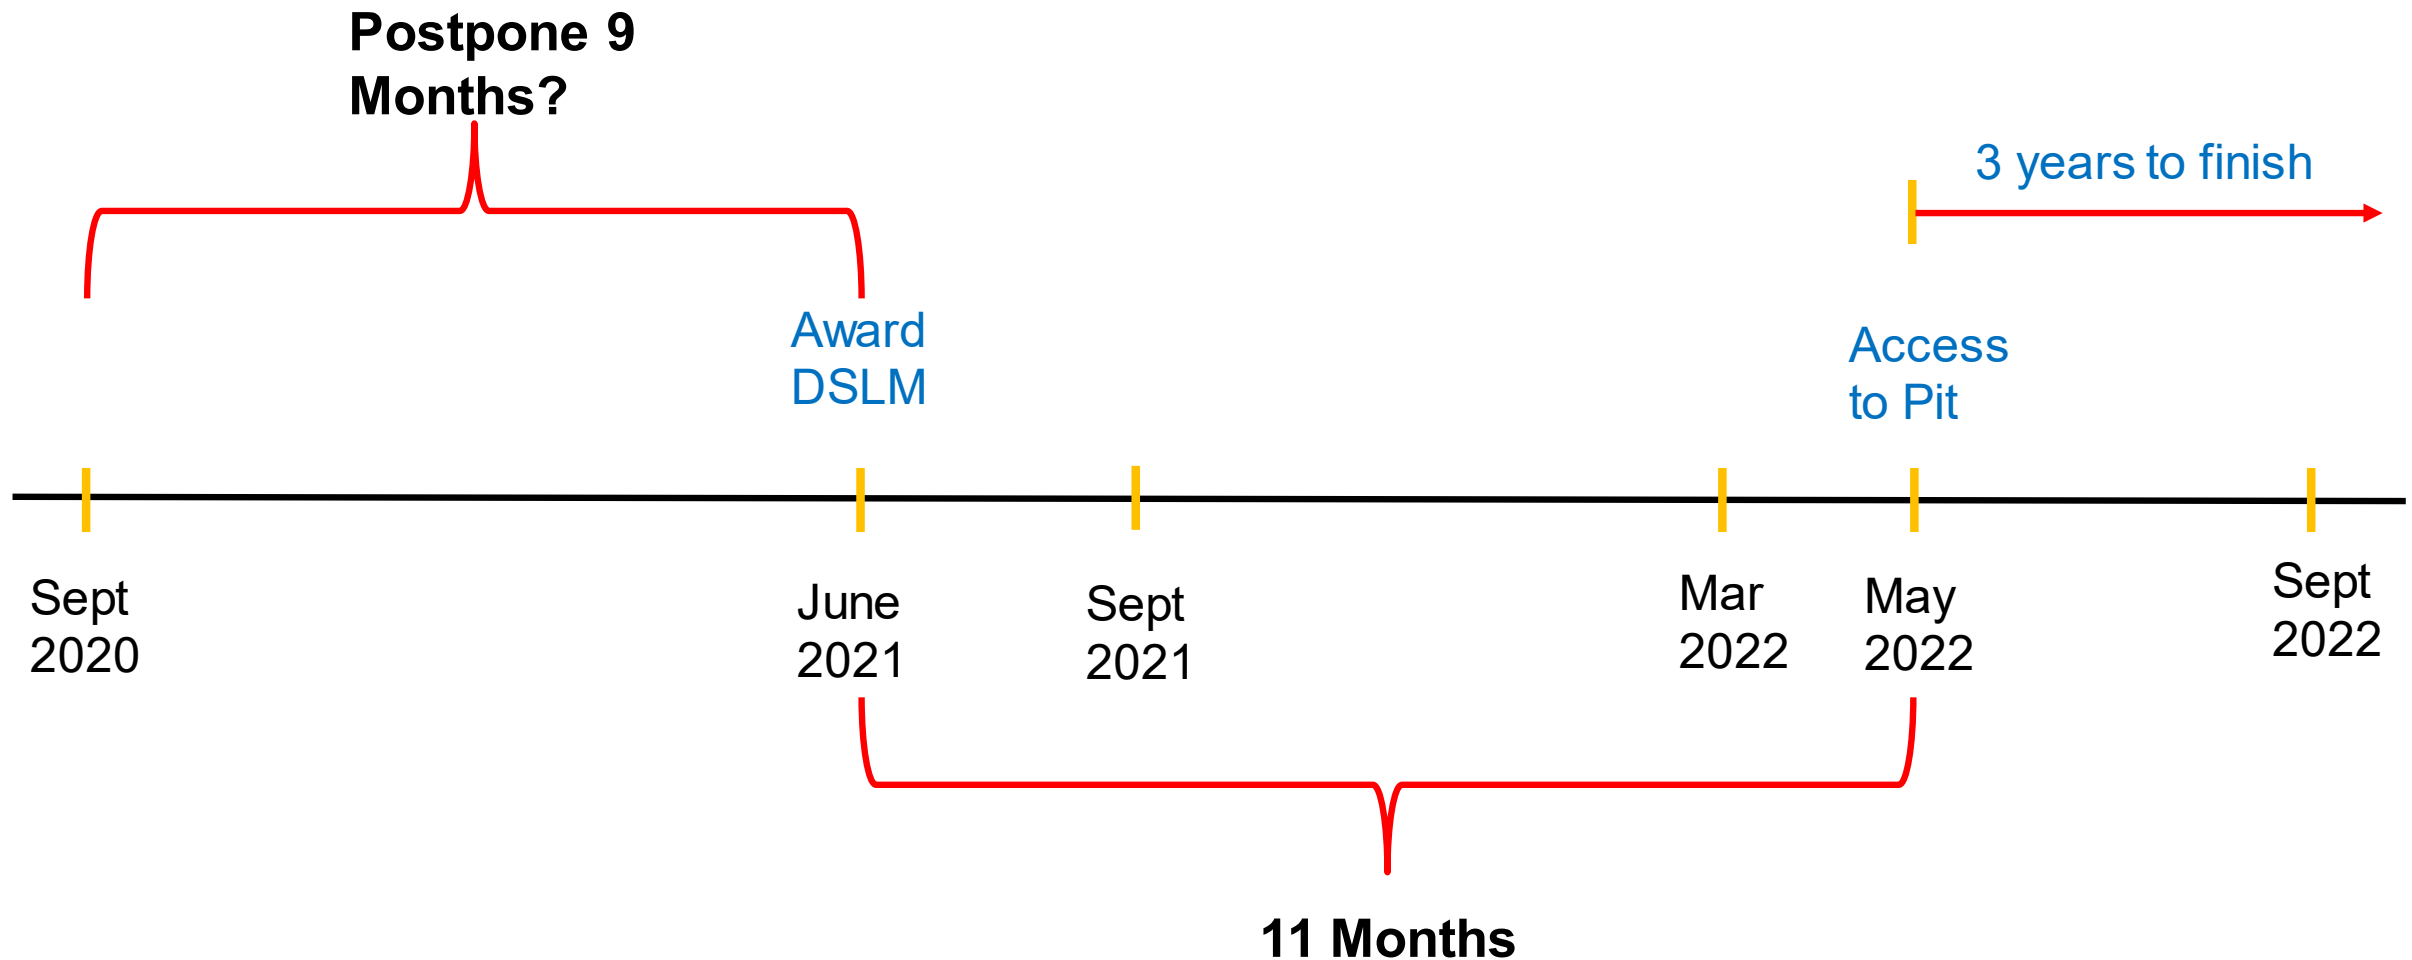 Postpone 9
Months?
3 years to finish
Award
DSLM
Access
to Pit
Sept
2020
June
2021
Sept
2021
Mar
2022
May
2022
Sept
2022
11 Months